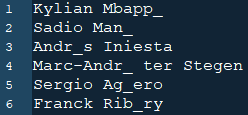 1 Kylian Mbapp_
2 Sadio Man_
3 Andr_s Iniesta
4 Marc-Andr_ ter Stegen
5 Sergio Ag_ero
6 Franck Rib_ry